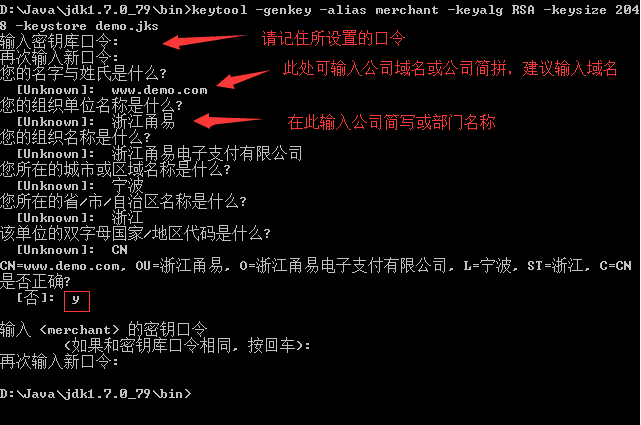 D:\Java\jdk1.7.0_79\bin>keytool -genkey -alias merchant -keyalg RSA -keysize 204
8 -keystore demo.jks
输入密钥库口令:
请记住所设置的口令
再次输入新口令:
您的名字与姓氏是什么?
此处可输入公司域名或公司简拼，建议输入域名
[Unknown]: www.demo.com
您的组织单位名称是什么?
[Unknown]: 浙江甬易
在此输入公司简写或部门名称
您的组织名称是什么?
[Unknown]: 浙江甬易电子支付有限公司
您所在的城市或区域名称是什么?
[Unknown]: 宁波
您所在的省/市/自治区名称是什么?
[Unknown]: 浙江
该单位的双字母国家/地区代码是什么?
[Unknown]: CN
CN=www.demo.com, OU=浙江甬易, O=浙江甬易电子支付有限公司, L=宁波, ST=浙江, C=CN
是否正确?
[否]: y
输入 <merchant> 的密钥口令
(如果和密钥库口令相同, 按回车):
再次输入新口令:
D:\Java\jdk1.7.0_79\bin>